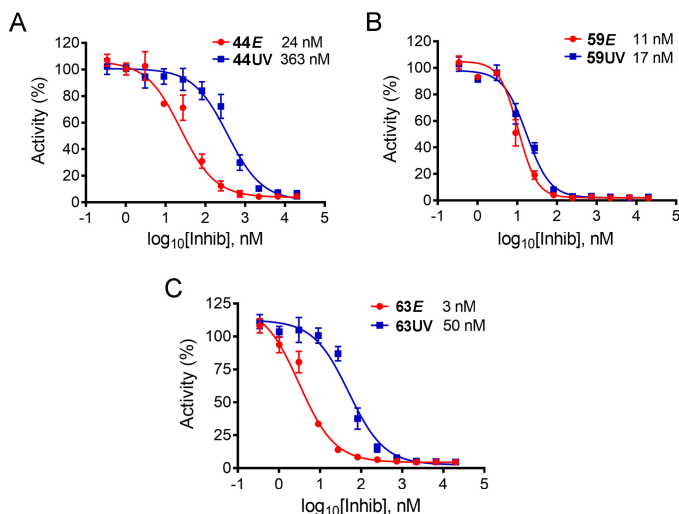 A
44E 24 nM
44UV 363 nM
Activity (%)
120
100
80
60
40
20
0
-1 0 1 2 3 4 5
log10[Inhib], nM
B
59E 11 nM
59UV 17 nM
Activity (%)
120
100
80
60
40
20
0
-1 0 1 2 3 4 5
log10[Inhib], nM
C
63E 3 nM
63UV 50 nM
Activity (%)
125
100
75
50
25
0
-1 0 1 2 3 4 5
log10[Inhib], nM